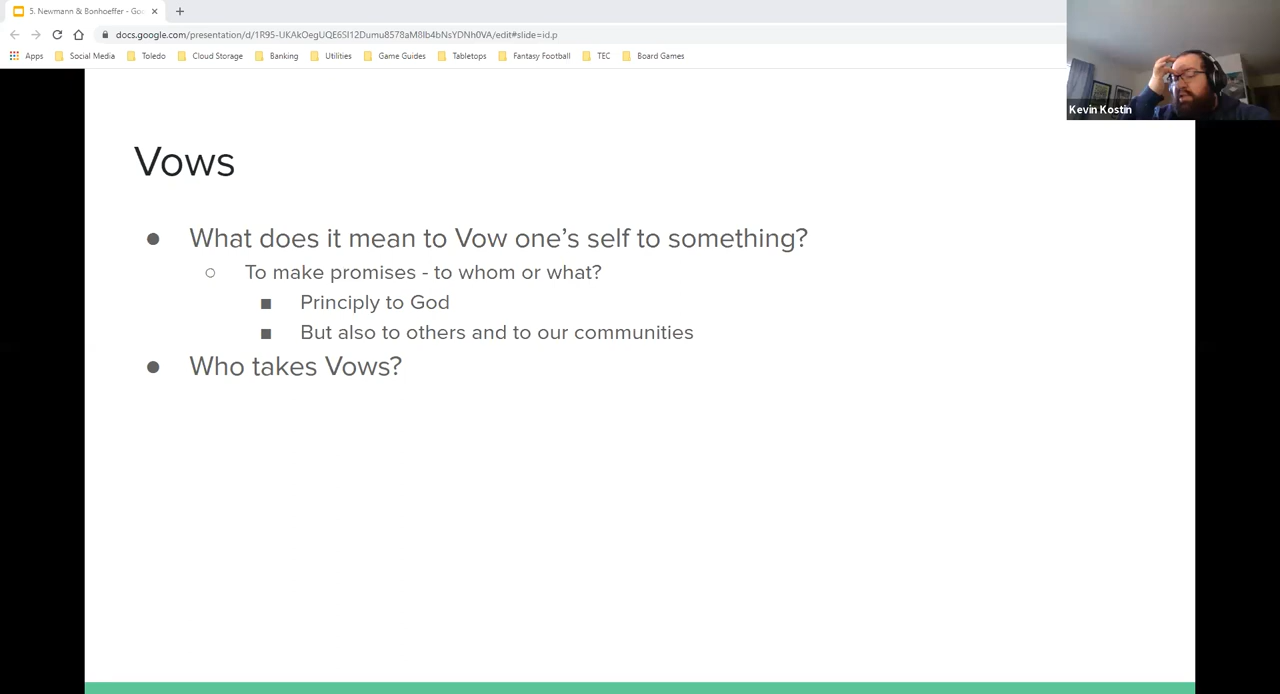 5. Newmann & Bonhoeffer - Go
docs.google.com/presentation/d/1R95-UKAkOegUQE6SI12Dumu8578aM8Ib4bNsYDNh0VA/edit#slide=id.p
Apps Social Media Toledo Cloud Storage Banking Utilities Game Guides Tabletops Fantasy Football TEC Board Games
Kevin Kostin
Vows
● What does it mean to Vow one’s self to something?
○ To make promises - to whom or what?
■ Principly to God
■ But also to others and to our communities
● Who takes Vows?